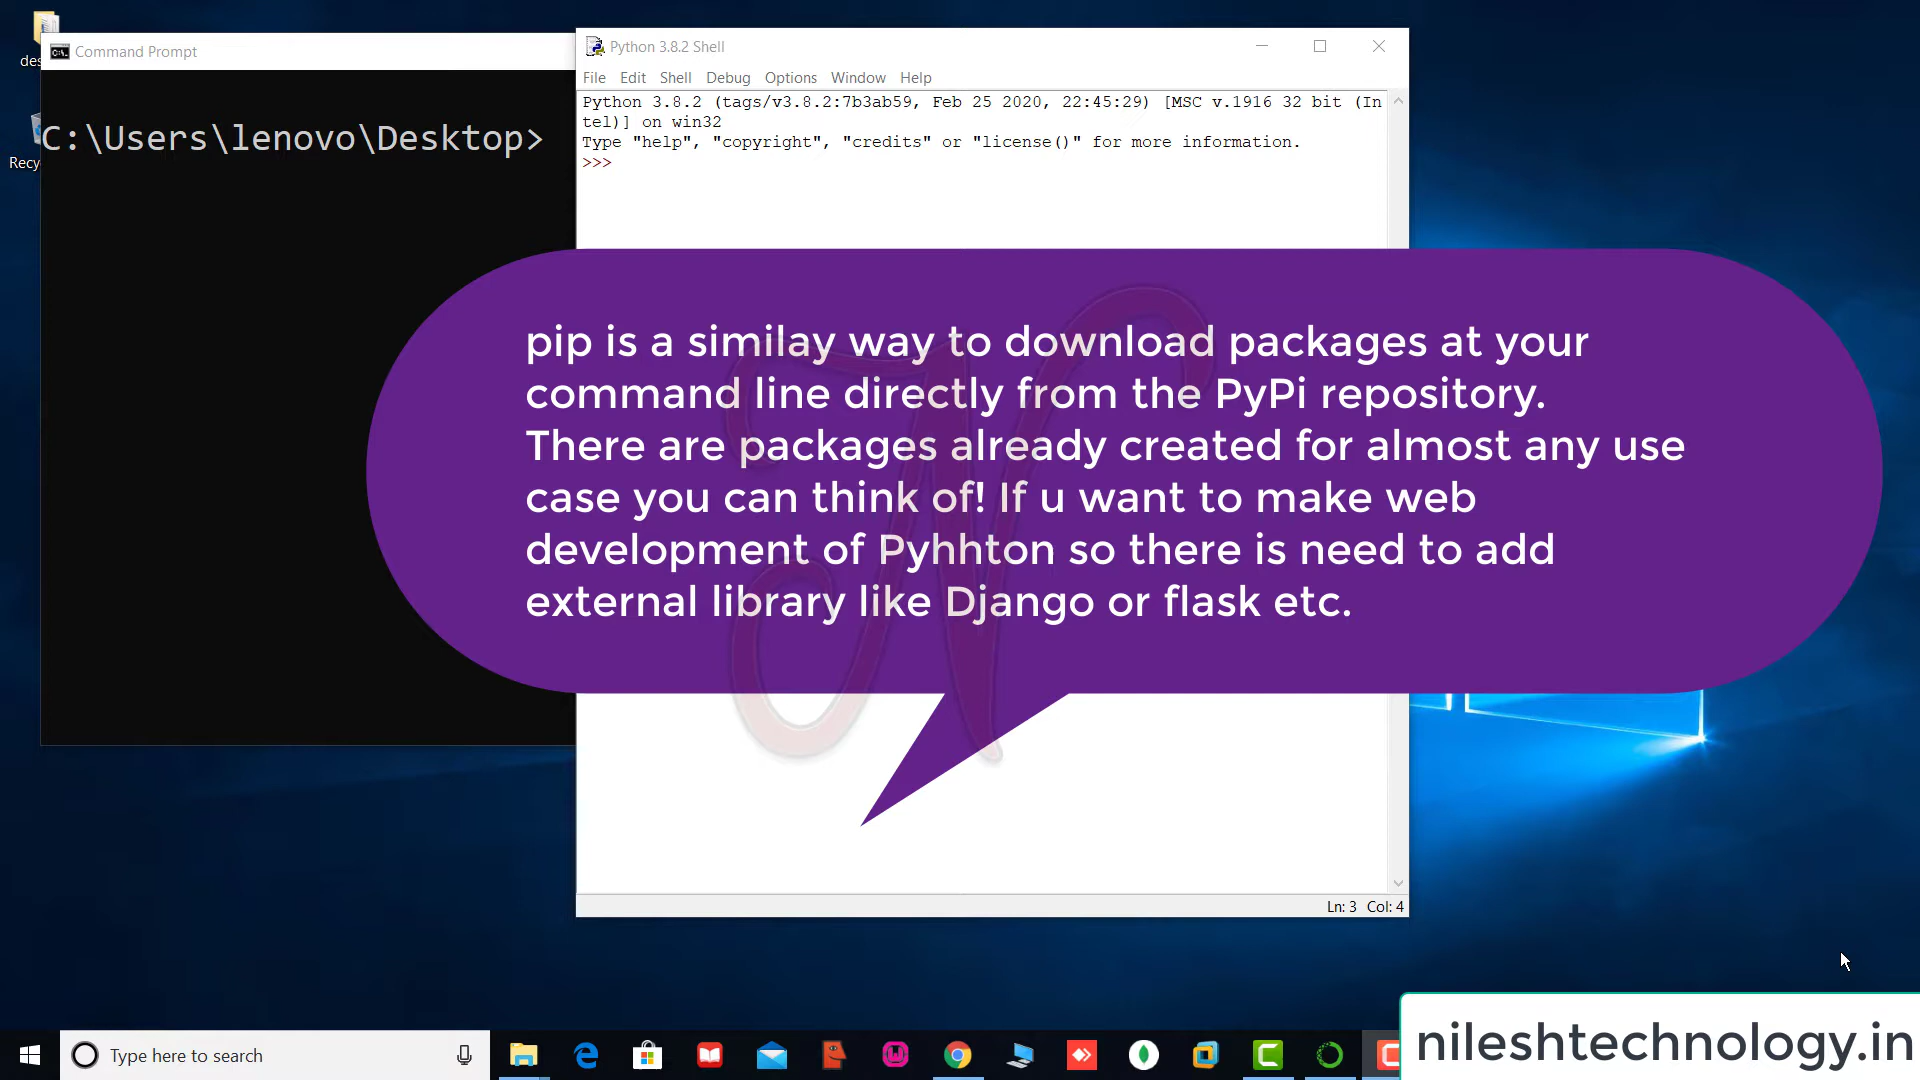 des
Command Prompt
C:\Users\lenovo\Desktop>
Recy
Python 3.8.2 Shell
File Edit Shell Debug Options Window Help
Python 3.8.2 (tags/v3.8.2:7b3ab59, Feb 25 2020, 22:45:29) [MSC v.1916 32 bit (In
tel)] on win32
Type "help", "copyright", "credits" or "license()" for more information.
>>>
pip is a similay way to download packages at your
command line directly from the PyPi repository.
There are packages already created for almost any use
case you can think of! If u want to make web
development of Pyhhton so there is need to add
external library like Django or flask etc.
Ln: 3 Col: 4
Type here to search
nileshtechnology.in